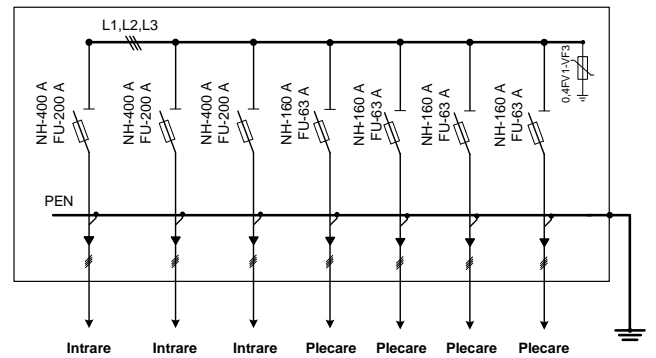 L1,L2,L3
NH-400 A
FU-200 A
NH-400 A
FU-200 A
NH-400 A
FU-200 A
NH-160 A
FU-63 A
NH-160 A
FU-63 A
NH-160 A
FU-63 A
NH-160 A
FU-63 A
0,4FV1-VF3
PEN
Intrare Intrare Intrare Plecare Plecare Plecare Plecare